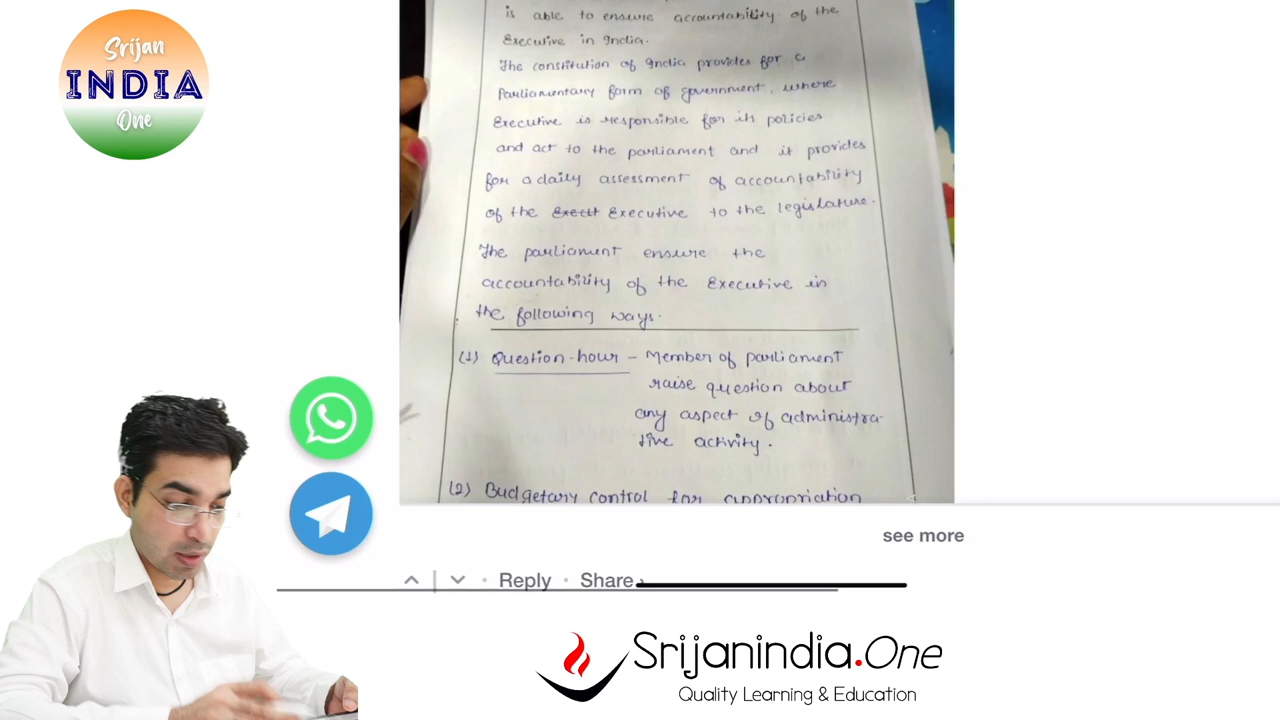 Srijan
INDIA
One
is able to ensure accountability of the
Executive in India.
The constitution of India provides for a
Parliamentary form of government, where
Executive is responsible for its policies
and act to the parliament and it provides
for a daily assessment of accountability
of the Exectt Executive to the legislature.
The parliament ensure the
accountability of the Executive in
the following ways.
(1) Question-hour – Member of parliament
raise question about
any aspect of administra-
tive activity.
(2) Budgetary control for appropriation
see more
Reply · Share
Srijanindia.One
Quality Learning & Education